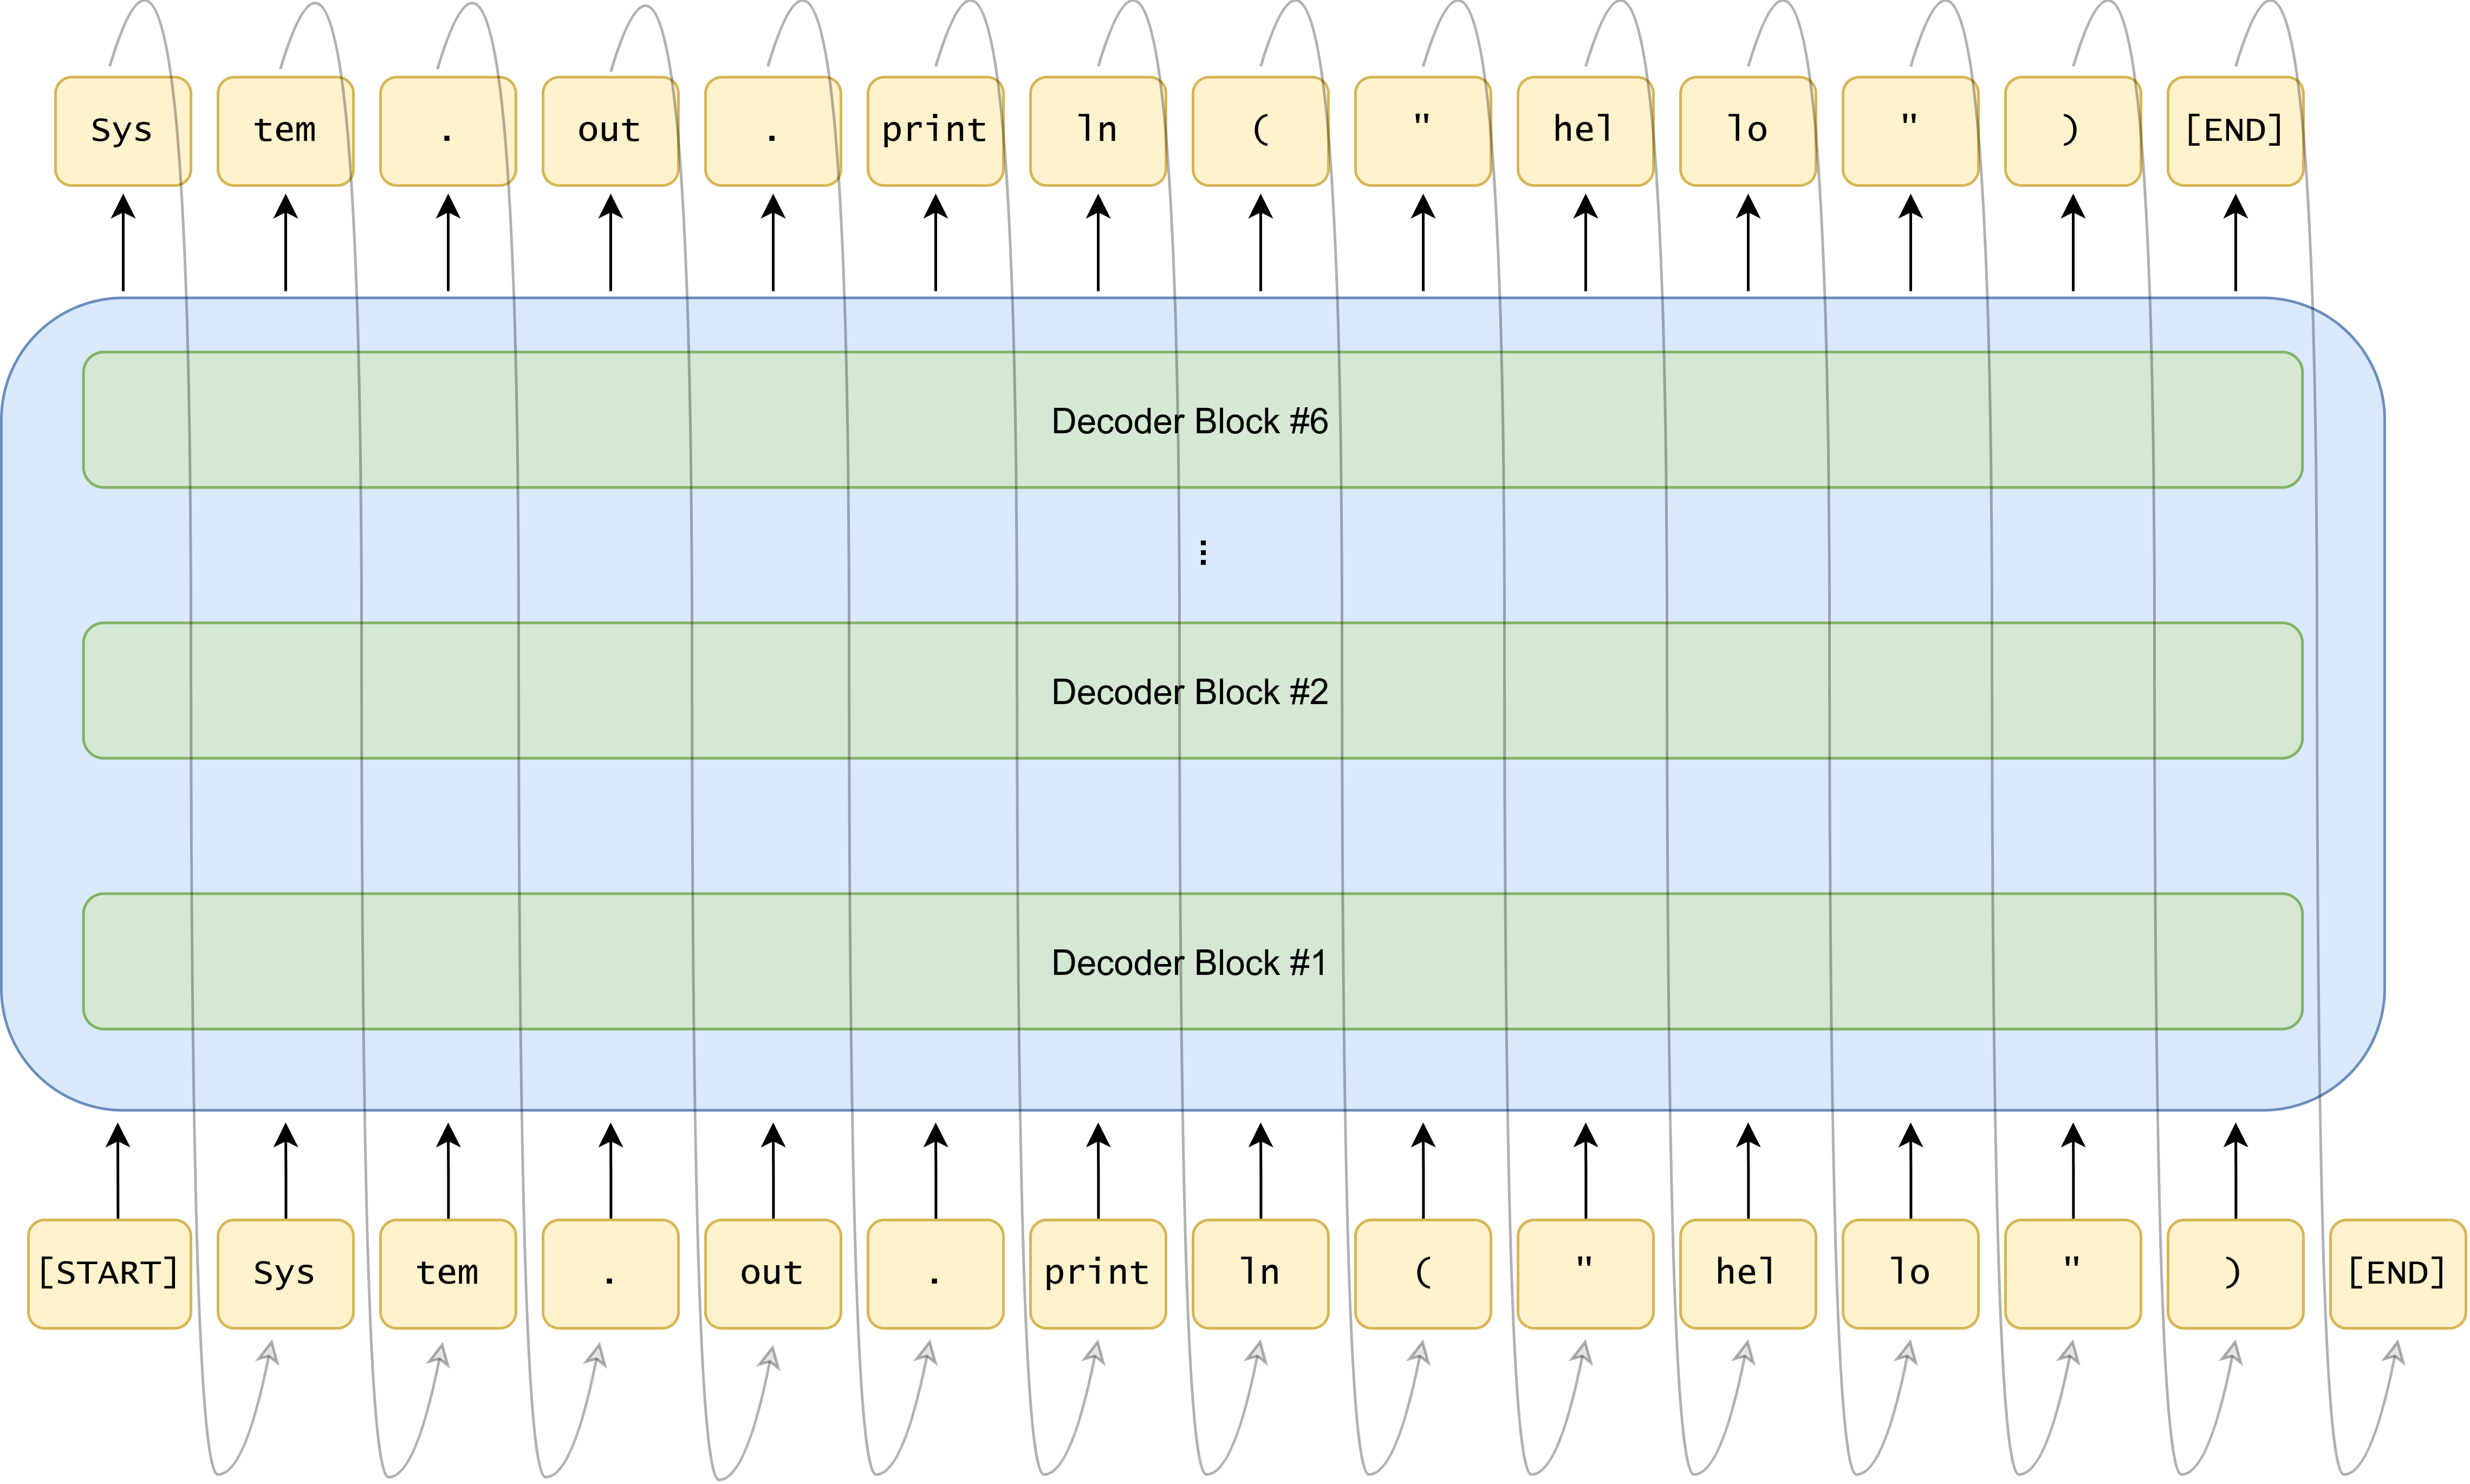 Sys tem . out . print ln ( " hel lo " ) [END]
Decoder Block #6
...
Decoder Block #2
Decoder Block #1
[START] Sys tem . out . print ln ( " hel lo " ) [END]